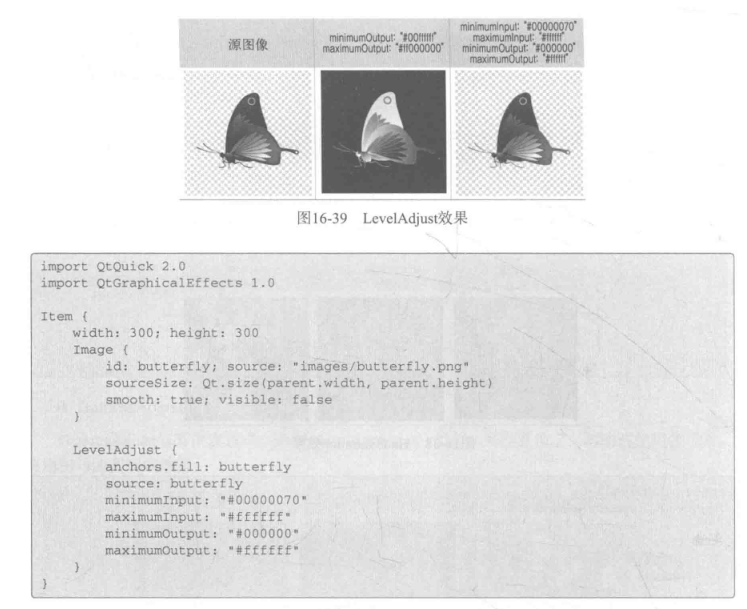 源图像
minimumOutput: "#00ffffff"
maximumOutput: "#ff000000"
minimumInput: "#00000070"
maximumInput: "#ffffff"
minimumOutput: "#000000"
maximumOutput: "#ffffff"
图16-39 LevelAdjust效果
import QtQuick 2.0
import QtGraphicalEffects 1.0
Item {
    width: 300; height: 300
    Image {
        id: butterfly; source: "images/butterfly.png"
        sourceSize: Qt.size(parent.width, parent.height)
        smooth: true; visible: false
    }
    LevelAdjust {
        anchors.fill: butterfly
        source: butterfly
        minimumInput: "#00000070"
        maximumInput: "#ffffff"
        minimumOutput: "#000000"
        maximumOutput: "#ffffff"
    }
}